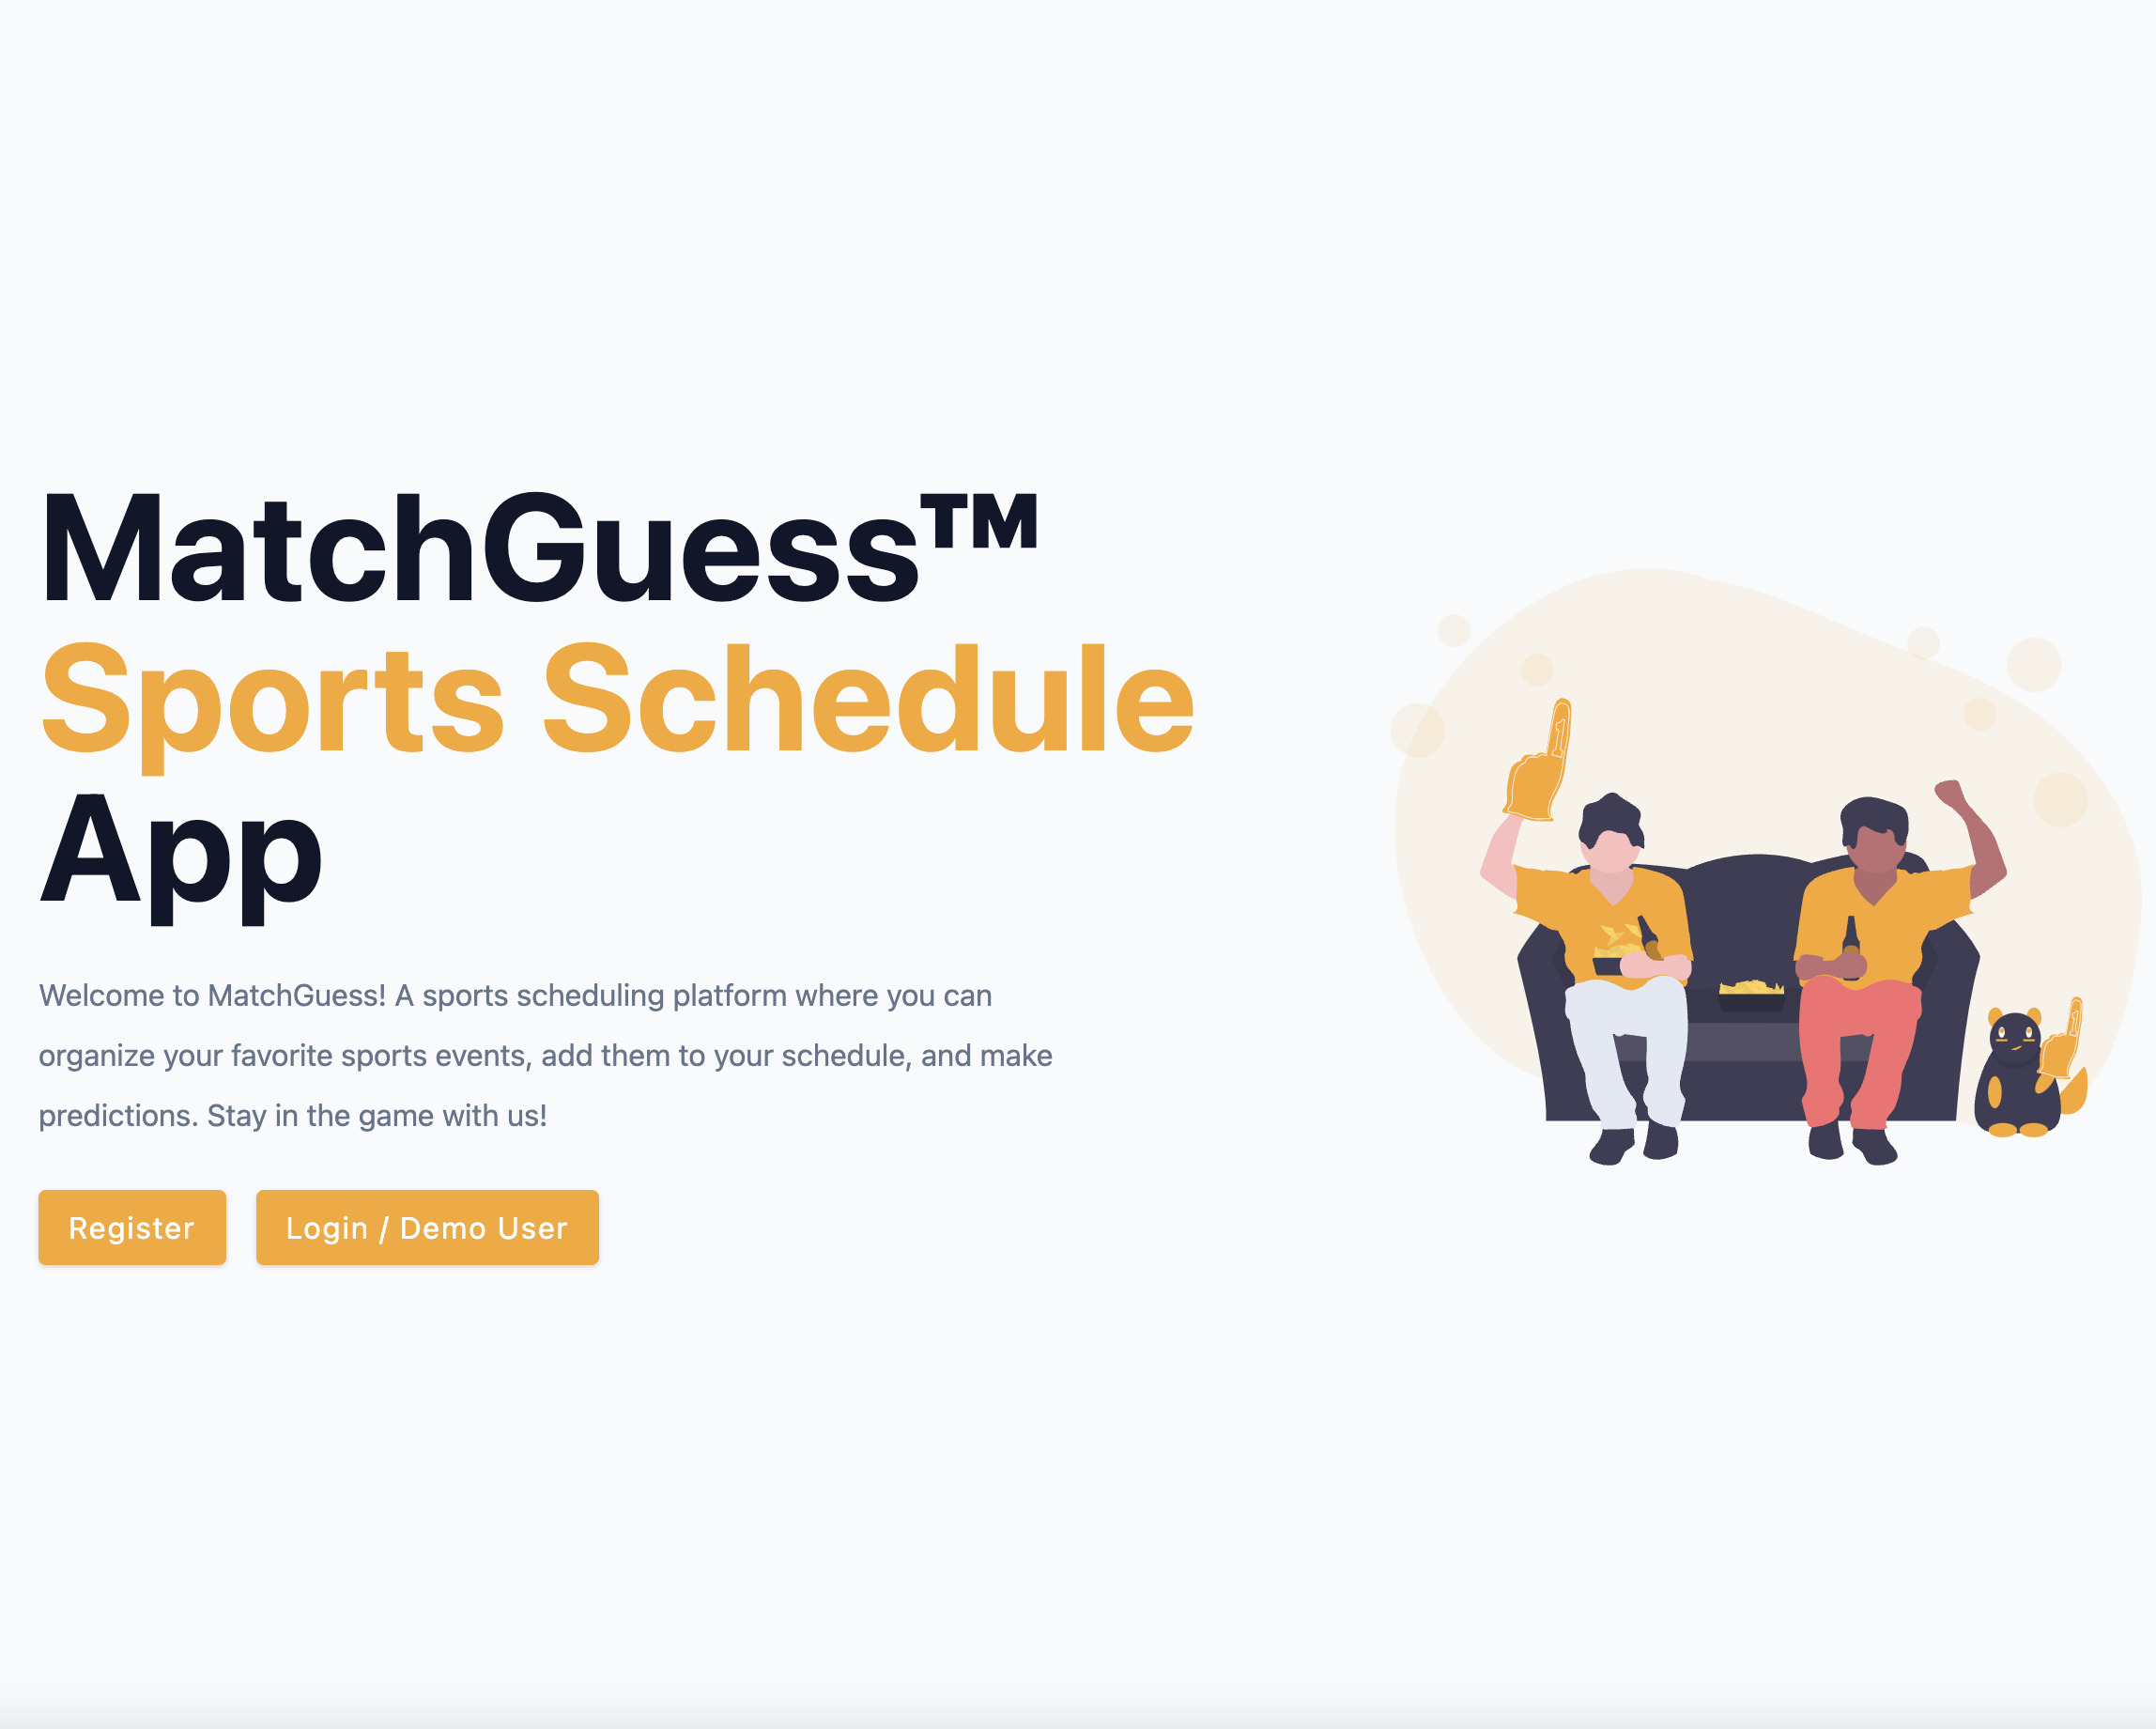 MatchGuess™
Sports Schedule
App
Welcome to MatchGuess! A sports scheduling platform where you can
organize your favorite sports events, add them to your schedule, and make
predictions. Stay in the game with us!
Register
Login / Demo User